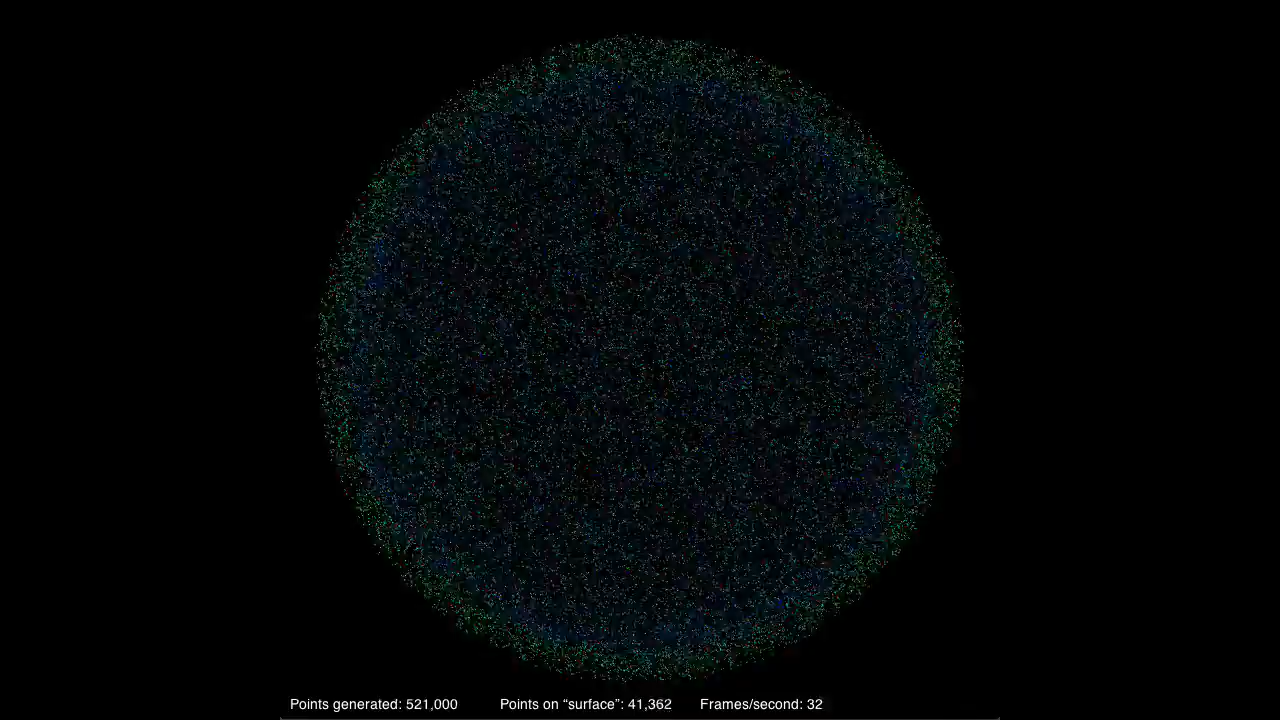 Points generated: 521,000 Points on “surface”: 41,362 Frames/second: 32